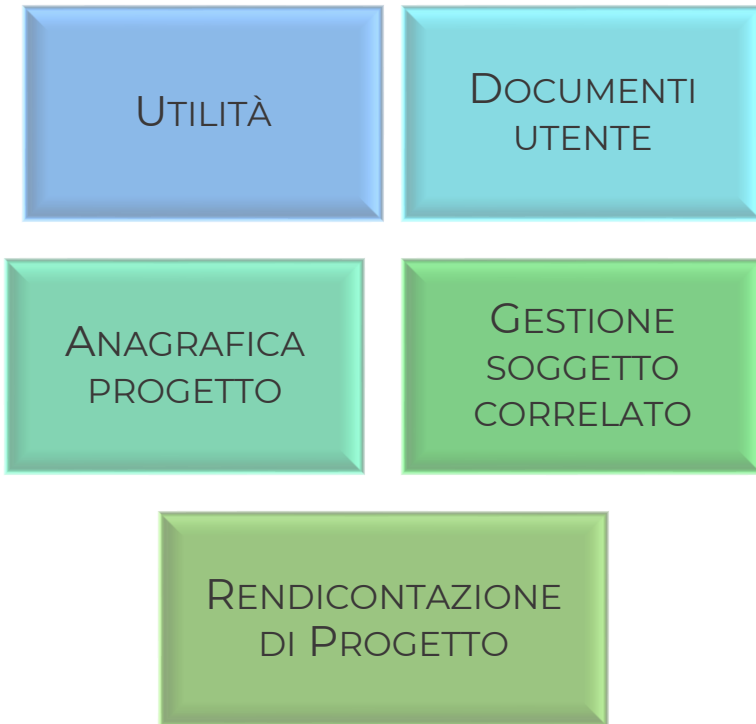 UTILITÀ
DOCUMENTI
UTENTE
ANAGRAFICA
PROGETTO
GESTIONE
SOGGETTO
CORRELATO
RENDICONTAZIONE
DI PROGETTO